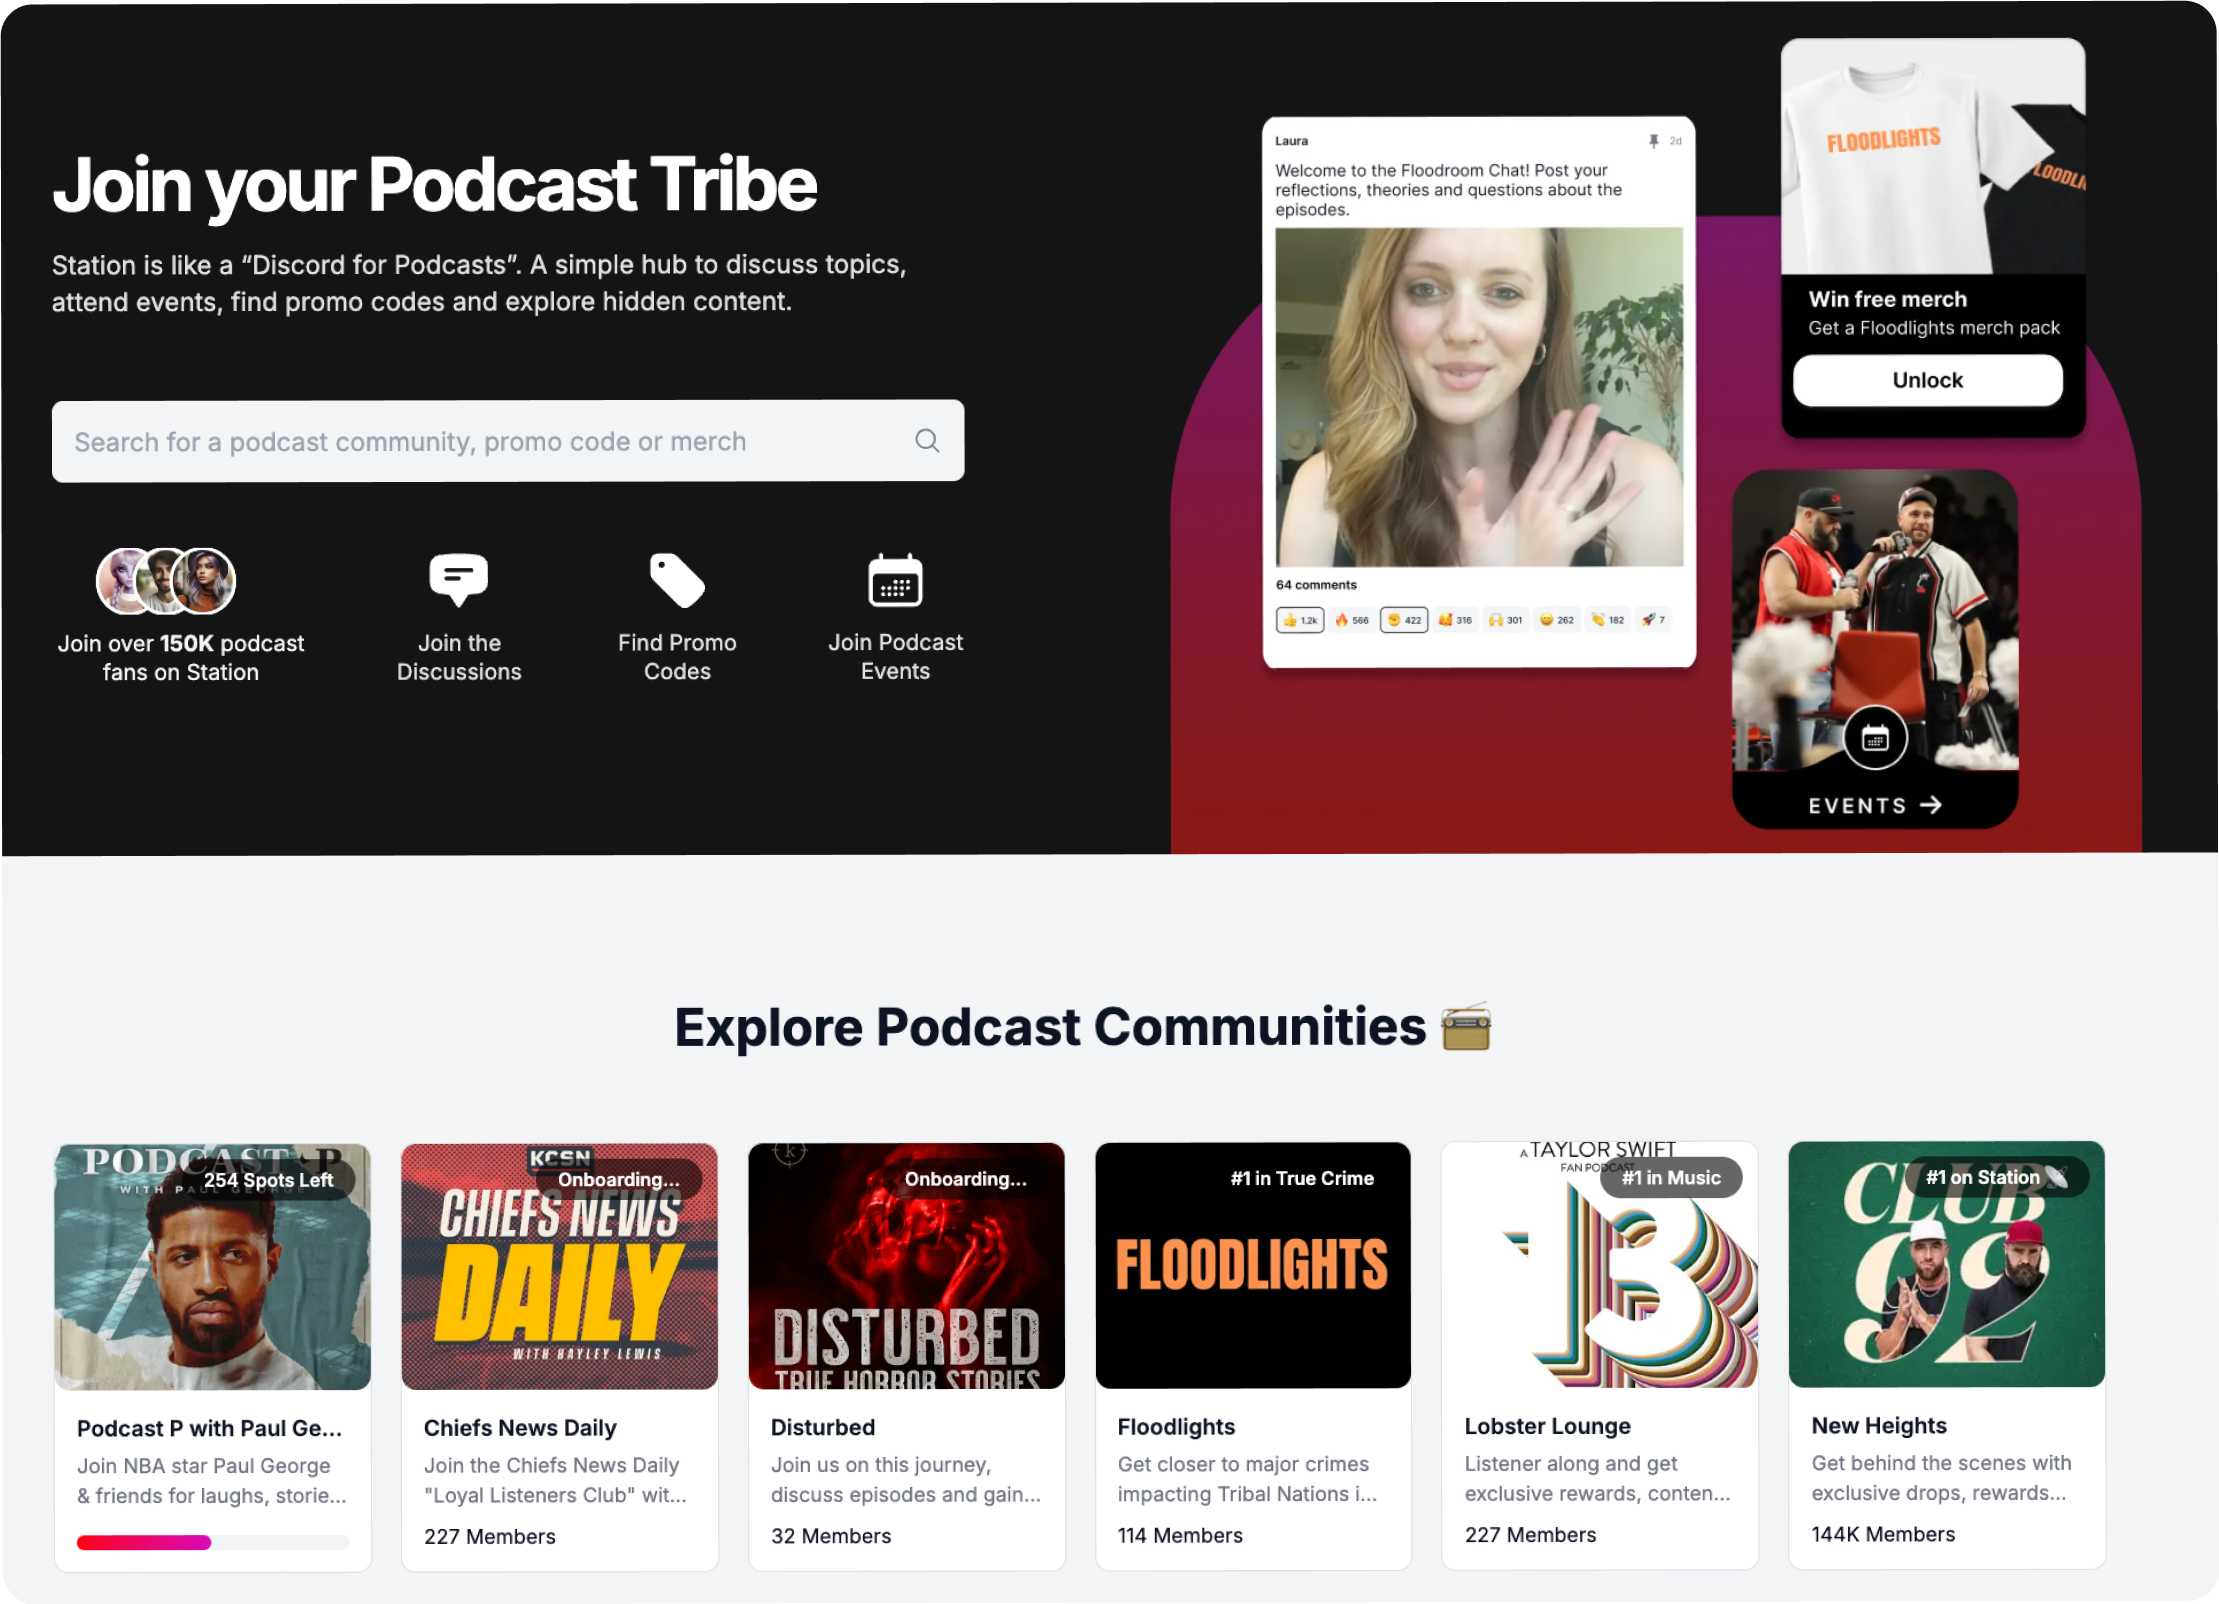 Join your Podcast Tribe
Station is like a “Discord for Podcasts”. A simple hub to discuss topics,
attend events, find promo codes and explore hidden content.
Search for a podcast community, promo code or merch
Join over 150K podcast
fans on Station
Join the
Discussions
Find Promo
Codes
Join Podcast
Events
Laura
2d
Welcome to the Floodroom Chat! Post your
reflections, theories and questions about the
episodes.
64 comments
1.2k
566
422
316
301
262
182
7
FLOODLIGHTS
Win free merch
Get a Floodlights merch pack
Unlock
EVENTS
Explore Podcast Communities
PODCAST P
WITH PAUL GEORGE
254 Spots Left
Podcast P with Paul Ge...
Join NBA star Paul George
& friends for laughs, storie...
KCSN
Onboarding...
CHIEFS NEWS
DAILY
WITH HAYLEY LEWIS
Chiefs News Daily
Join the Chiefs News Daily
"Loyal Listeners Club" wit...
227 Members
k
Onboarding...
DISTURBED
TRUE HORROR STORIES
Disturbed
Join us on this journey,
discuss episodes and gain...
32 Members
#1 in True Crime
FLOODLIGHTS
Floodlights
Get closer to major crimes
impacting Tribal Nations i...
114 Members
A TAYLOR SWIFT
FAN PODCAST
#1 in Music
13
Lobster Lounge
Listener along and get
exclusive rewards, conten...
227 Members
CLUB
#1 on Station
92
New Heights
Get behind the scenes with
exclusive drops, rewards...
144K Members